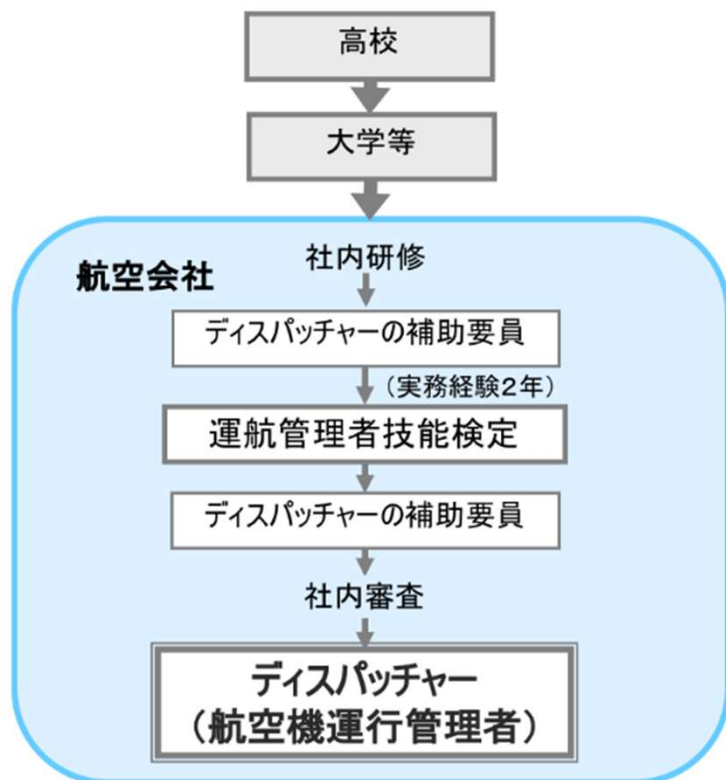 高校
大学等
航空会社
社内研修
ディスパッチャーの補助要員
（実務経験２年）
運航管理者技能検定
ディスパッチャーの補助要員
社内審査
ディスパッチャー
（航空機運行管理者）